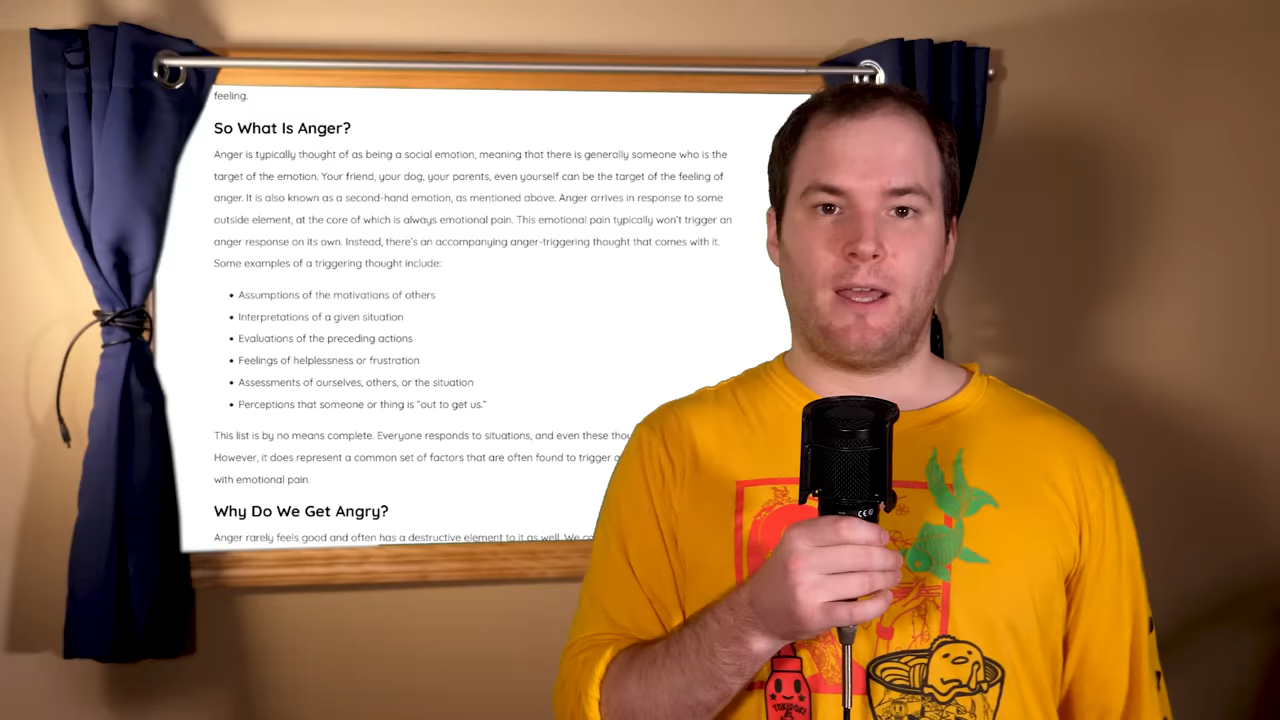 feeling.
So What Is Anger?
Anger is typically thought of as being a social emotion, meaning that there is generally someone who is the
target of the emotion. Your friend, your dog, your parents, even yourself can be the target of the feeling of
anger. It is also known as a second-hand emotion, as mentioned above. Anger arrives in response to some
outside element, at the core of which is always emotional pain. This emotional pain typically won't trigger an
anger response on its own. Instead, there's an accompanying anger-triggering thought that comes with it.
Some examples of a triggering thought include:
• Assumptions of the motivations of others
• Interpretations of a given situation
• Evaluations of the preceding actions
• Feelings of helplessness or frustration
• Assessments of ourselves, others, or the situation
• Perceptions that someone or thing is "out to get us."
This list is by no means complete. Everyone responds to situations, and even these
However, it does represent a common set of factors that are often found to trigger
with emotional pain.
Why Do We Get Angry?
Anger rarely feels good and often has a destructive element to it as well. We
CE
TOKIDOKI